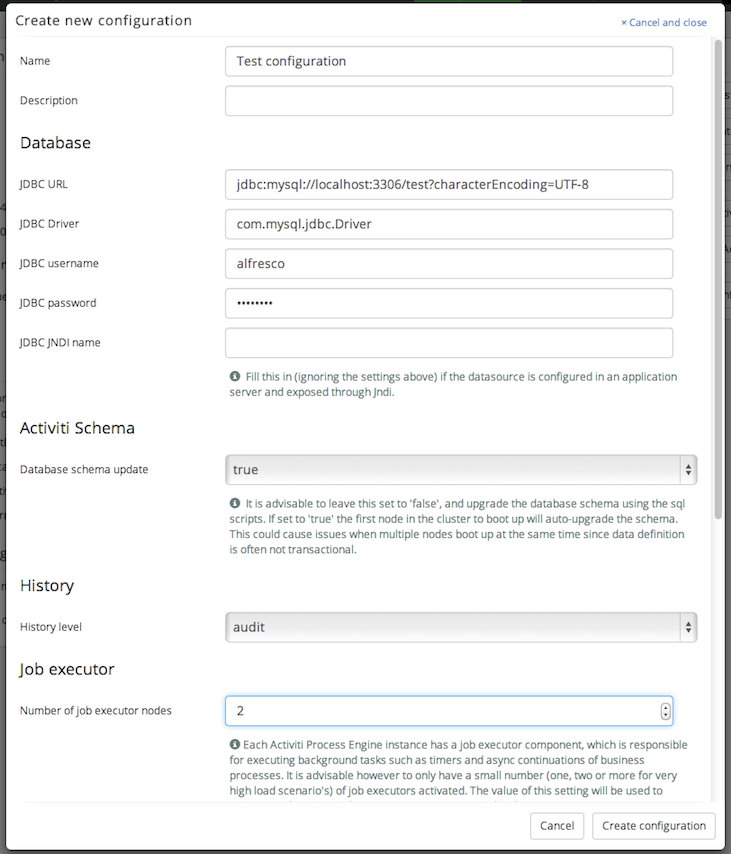 Create new configuration
× Cancel and close
Name
Test configuration
Description
Database
JDBC URL
jdbc:mysql://localhost:3306/test?characterEncoding=UTF-8
JDBC Driver
com.mysql.jdbc.Driver
JDBC username
alfresco
JDBC password
••••••••
JDBC JNDI name
Fill this in (ignoring the settings above) if the datasource is configured in an application
server and exposed through Jndi.
Activiti Schema
Database schema update
true
It is advisable to leave this set to 'false', and upgrade the database schema using the sql
scripts. If set to 'true' the first node in the cluster to boot up will auto-upgrade the schema.
This could cause issues when multiple nodes boot up at the same time since data definition
is often not transactional.
History
History level
audit
Job executor
Number of job executor nodes
2
Each Activiti Process Engine instance has a job executor component, which is responsible
for executing background tasks such as timers and async continuations of business
processes. It is advisable however to only have a small number (one, two or more for very
high load scenario's) of job executors activated. The value of this setting will be used to
Cancel
Create configuration